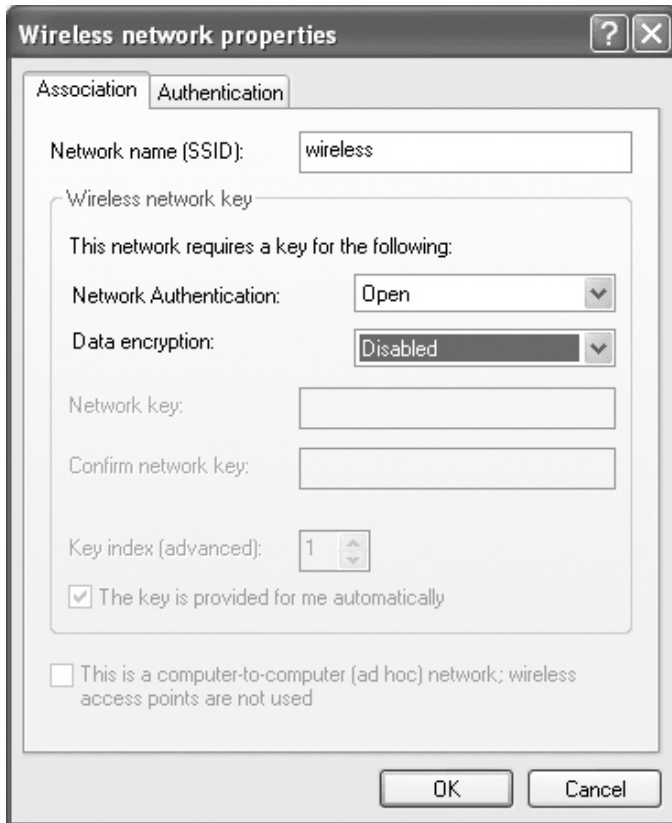 Wireless network properties
Association Authentication
Network name (SSID): wireless
Wireless network key
This network requires a key for the following:
Network Authentication: Open
Data encryption: Disabled
Network key:
Confirm network key:
Key index (advanced): 1
The key is provided for me automatically
This is a computer-to-computer (ad hoc) network; wireless
access points are not used
OK Cancel